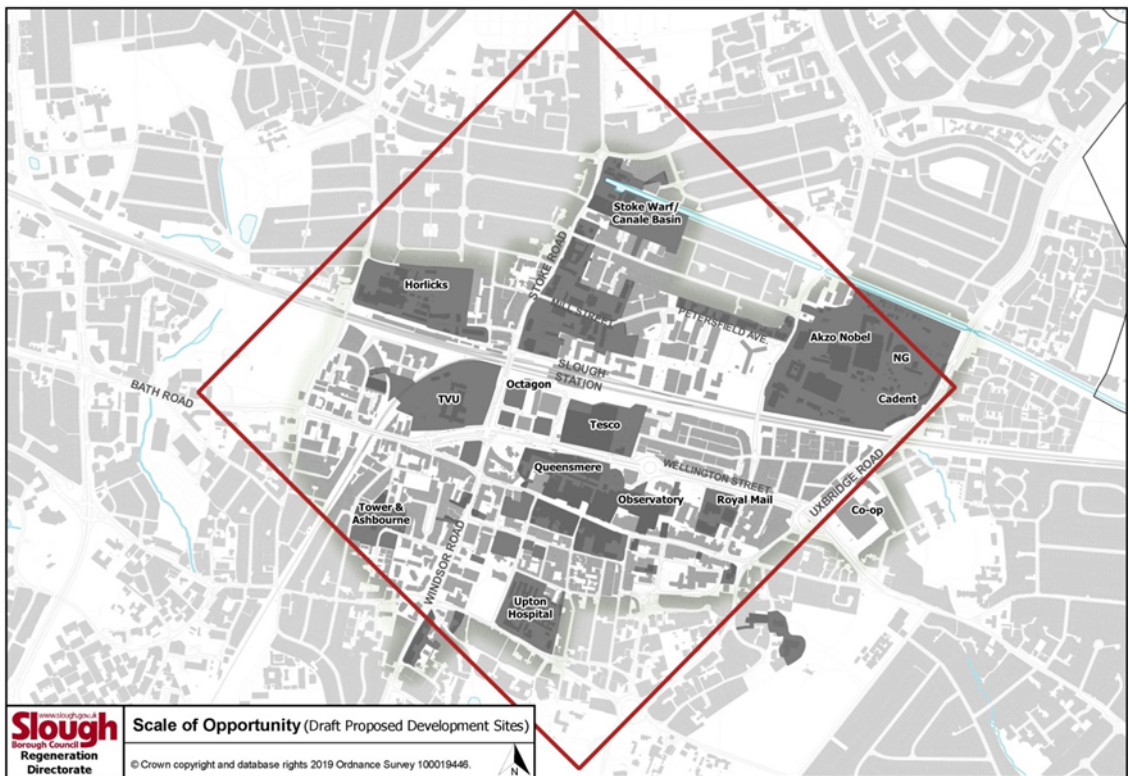 Stoke Warf/
Canale Basin
STOKE ROAD
Horlicks
MILL STREET
PETERSFIELD AVE.
Akzo Nobel
NG
SLOUGH
STATION
Octagon
BATH ROAD
TVU
Cadent
Tesco
Queensmere
WELLINGTON STREET
UXBRIDGE ROAD
Observatory
Royal Mail
Co-op
Tower &
Ashbourne
WINDSOR ROAD
Upton
Hospital
www.slough.gov.uk
Slough
Borough Council
Regeneration
Directorate
Scale of Opportunity (Draft Proposed Development Sites)
© Crown copyright and database rights 2019 Ordnance Survey 100019446.
N